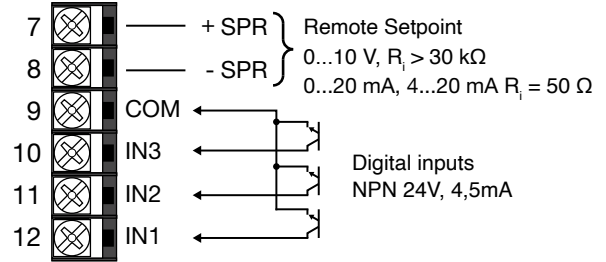 7 + SPR Remote Setpoint
0...10 V, Ri > 30 kΩ
8 - SPR
0...20 mA, 4...20 mA Ri = 50 Ω
9 COM
10 IN3
Digital inputs
11 IN2
NPN 24V, 4,5mA
12 IN1